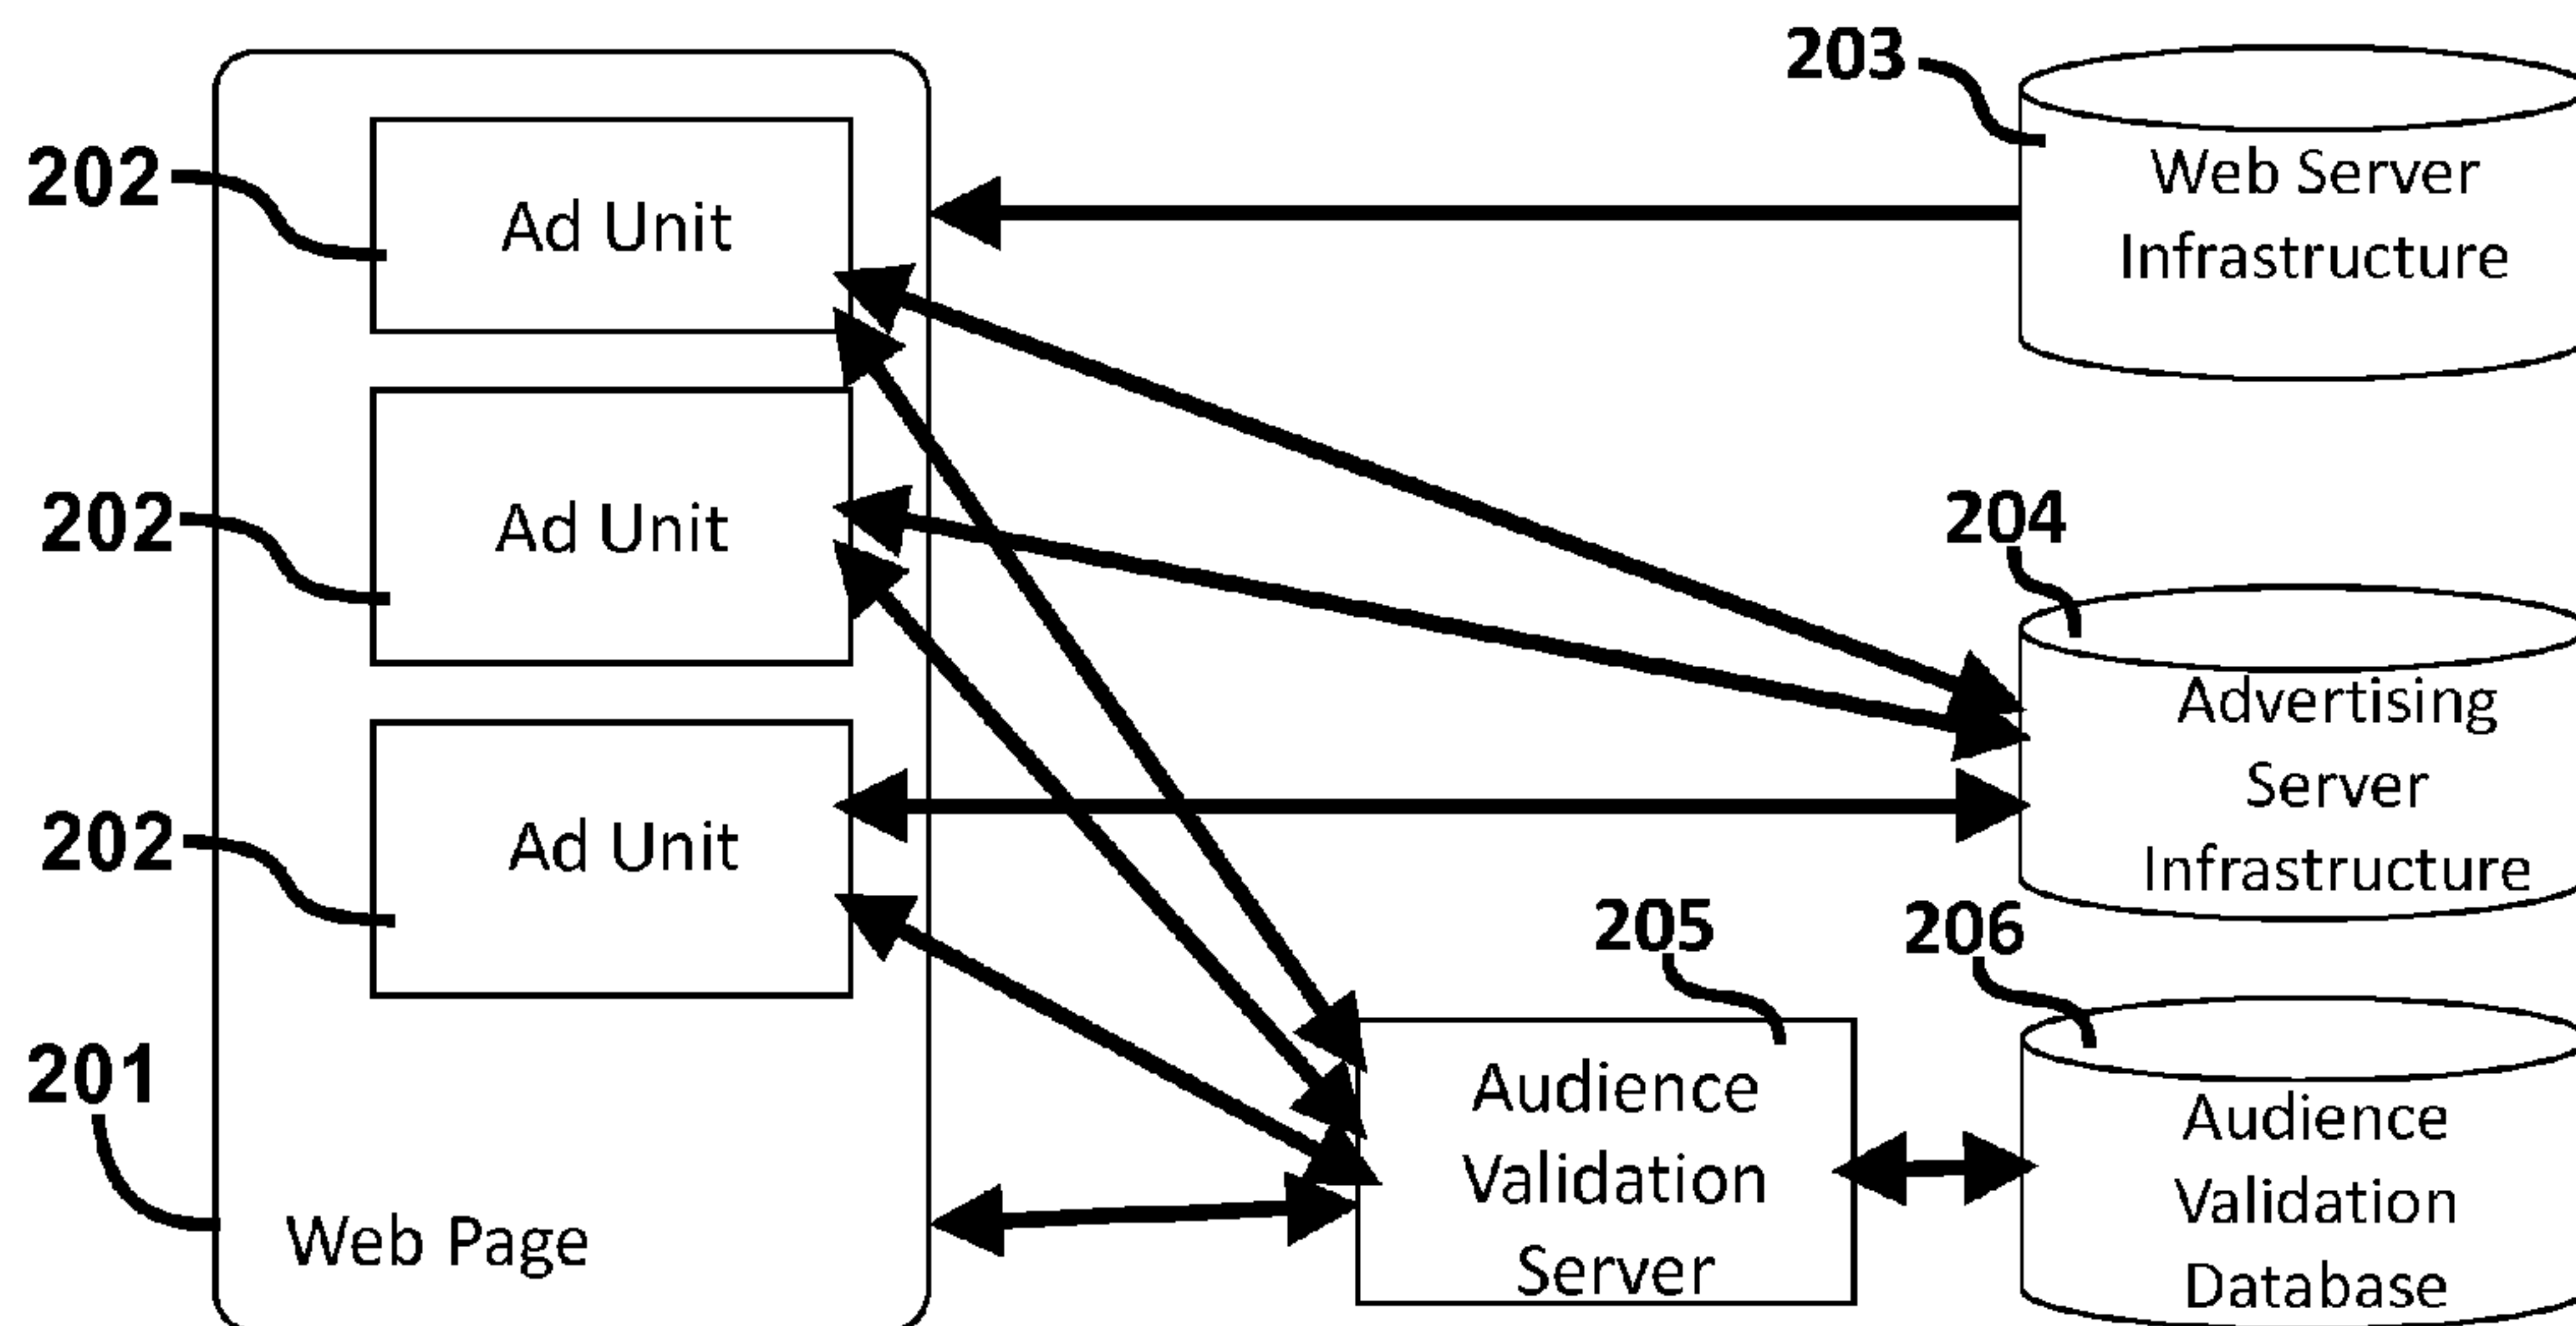 203
Web Server
Infrastructure
202
Ad Unit
202
Ad Unit
204
Advertising
Server
Infrastructure
202
Ad Unit
205
206
201
Web Page
Audience
Validation
Server
Audience
Validation
Database